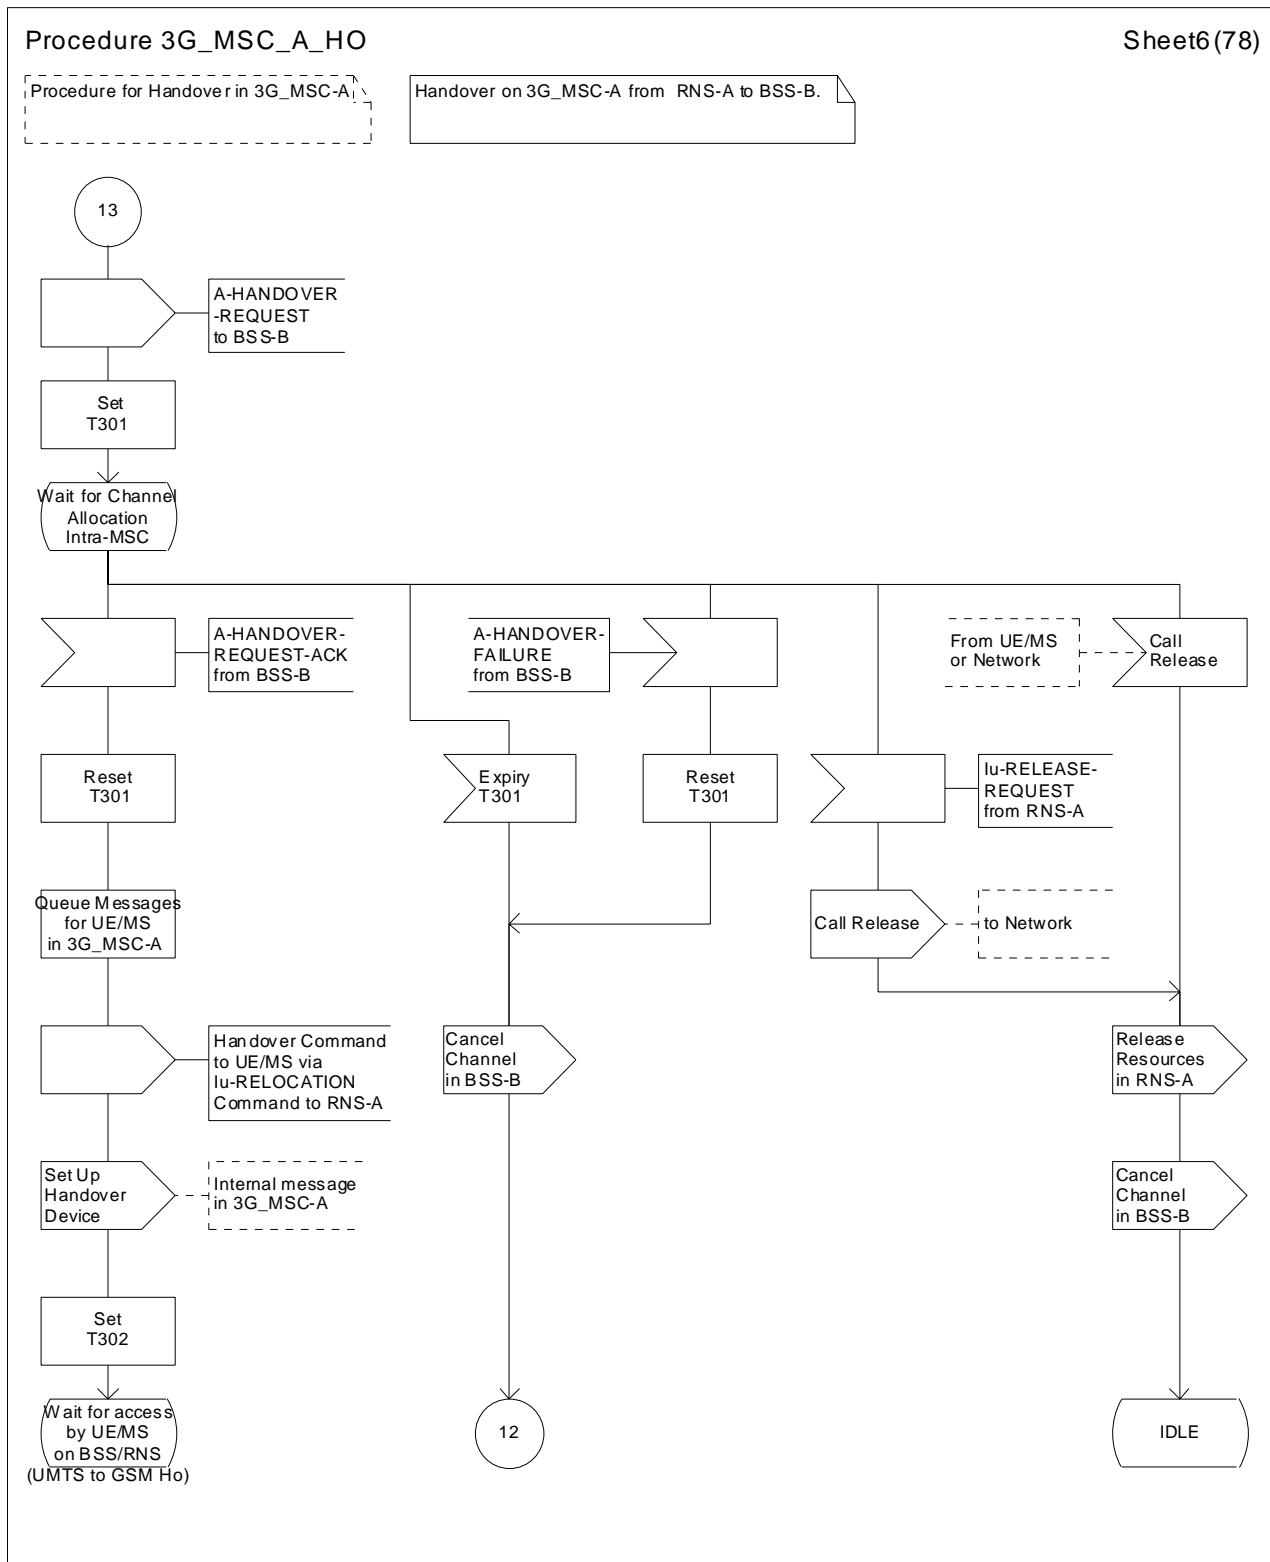 Procedure 3G_MSC_A_HO
Sheet6(78)
Procedure for Handover in 3G_MSC-A
Handover on 3G_MSC-A from RNS-A to BSS-B.
13
A-HANDOVER
-REQUEST
to BSS-B
Set
T301
Wait for Channel
Allocation
Intra-MSC
A-HANDOVER-
REQUEST-ACK
from BSS-B
A-HANDOVER-
FAILURE
from BSS-B
From UE/MS
or Network
Call
Release
Reset
T301
Expiry
T301
Reset
T301
Iu-RELEASE-
REQUEST
from RNS-A
Queue Messages
for UE/MS
in 3G_MSC-A
Call Release
to Network
Handover Command
to UE/MS via
Iu-RELOCATION
Command to RNS-A
Cancel
Channel
in BSS-B
Release
Resources
in RNS-A
Set Up
Handover
Device
Internal message
in 3G_MSC-A
Cancel
Channel
in BSS-B
Set
T302
Wait for access
by UE/MS
on BSS/RNS
(UMTS to GSM Ho)
12
IDLE